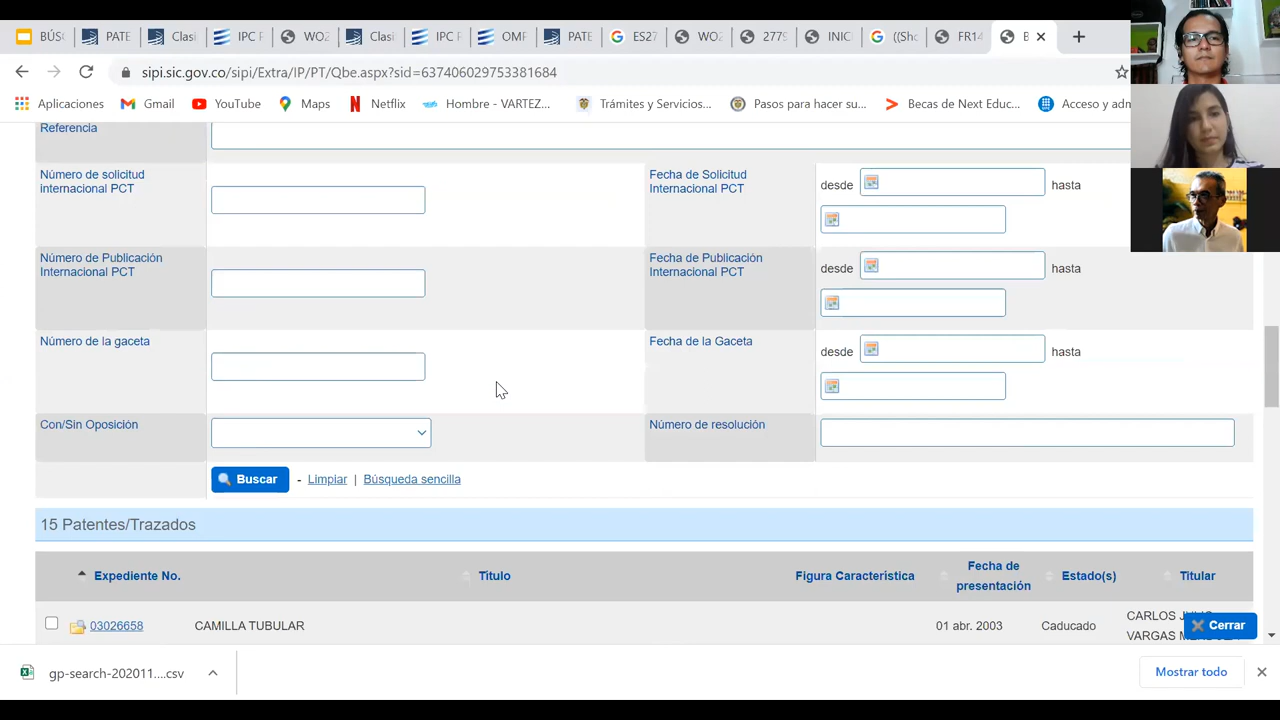 BÚS
PATE
Clasi
IPC F
WO2
Clasi
IPC F
OMF
PATE
ES27
WO2
779
INIC
((Sho
FR14
B
sipi.sic.gov.co/sipi/Extra/IP/PT/Qbe.aspx?sid=637406029753381684
Aplicaciones
Gmail
YouTube
Maps
Netflix
Hombre - VARTEZ...
Trámites y Servicios...
Pasós para hacer su...
Becas de Next Educ...
Acceso y adm
Referencia
Número de solicitud
internacional PCT
Fecha de Solicitud
Internacional PCT
desde
hasta
Número de Publicación
Internacional PCT
Fecha de Publicación
Internacional PCT
desde
hasta
Número de la gaceta
Fecha de la Gaceta
desde
hasta
Con/Sin Oposición
Número de resolución
Buscar - Limpiar | Búsqueda sencilla
15 Patentes/Trazados
Expediente No.
Título
Figura Característica
Fecha de
presentación
Estado(s)
Titular
03026658
CAMILLA TUBULAR
01 abr. 2003
Caducado
CARLOS
VARGAS
Cerrar
gp-search-202011....csv
Mostrar todo